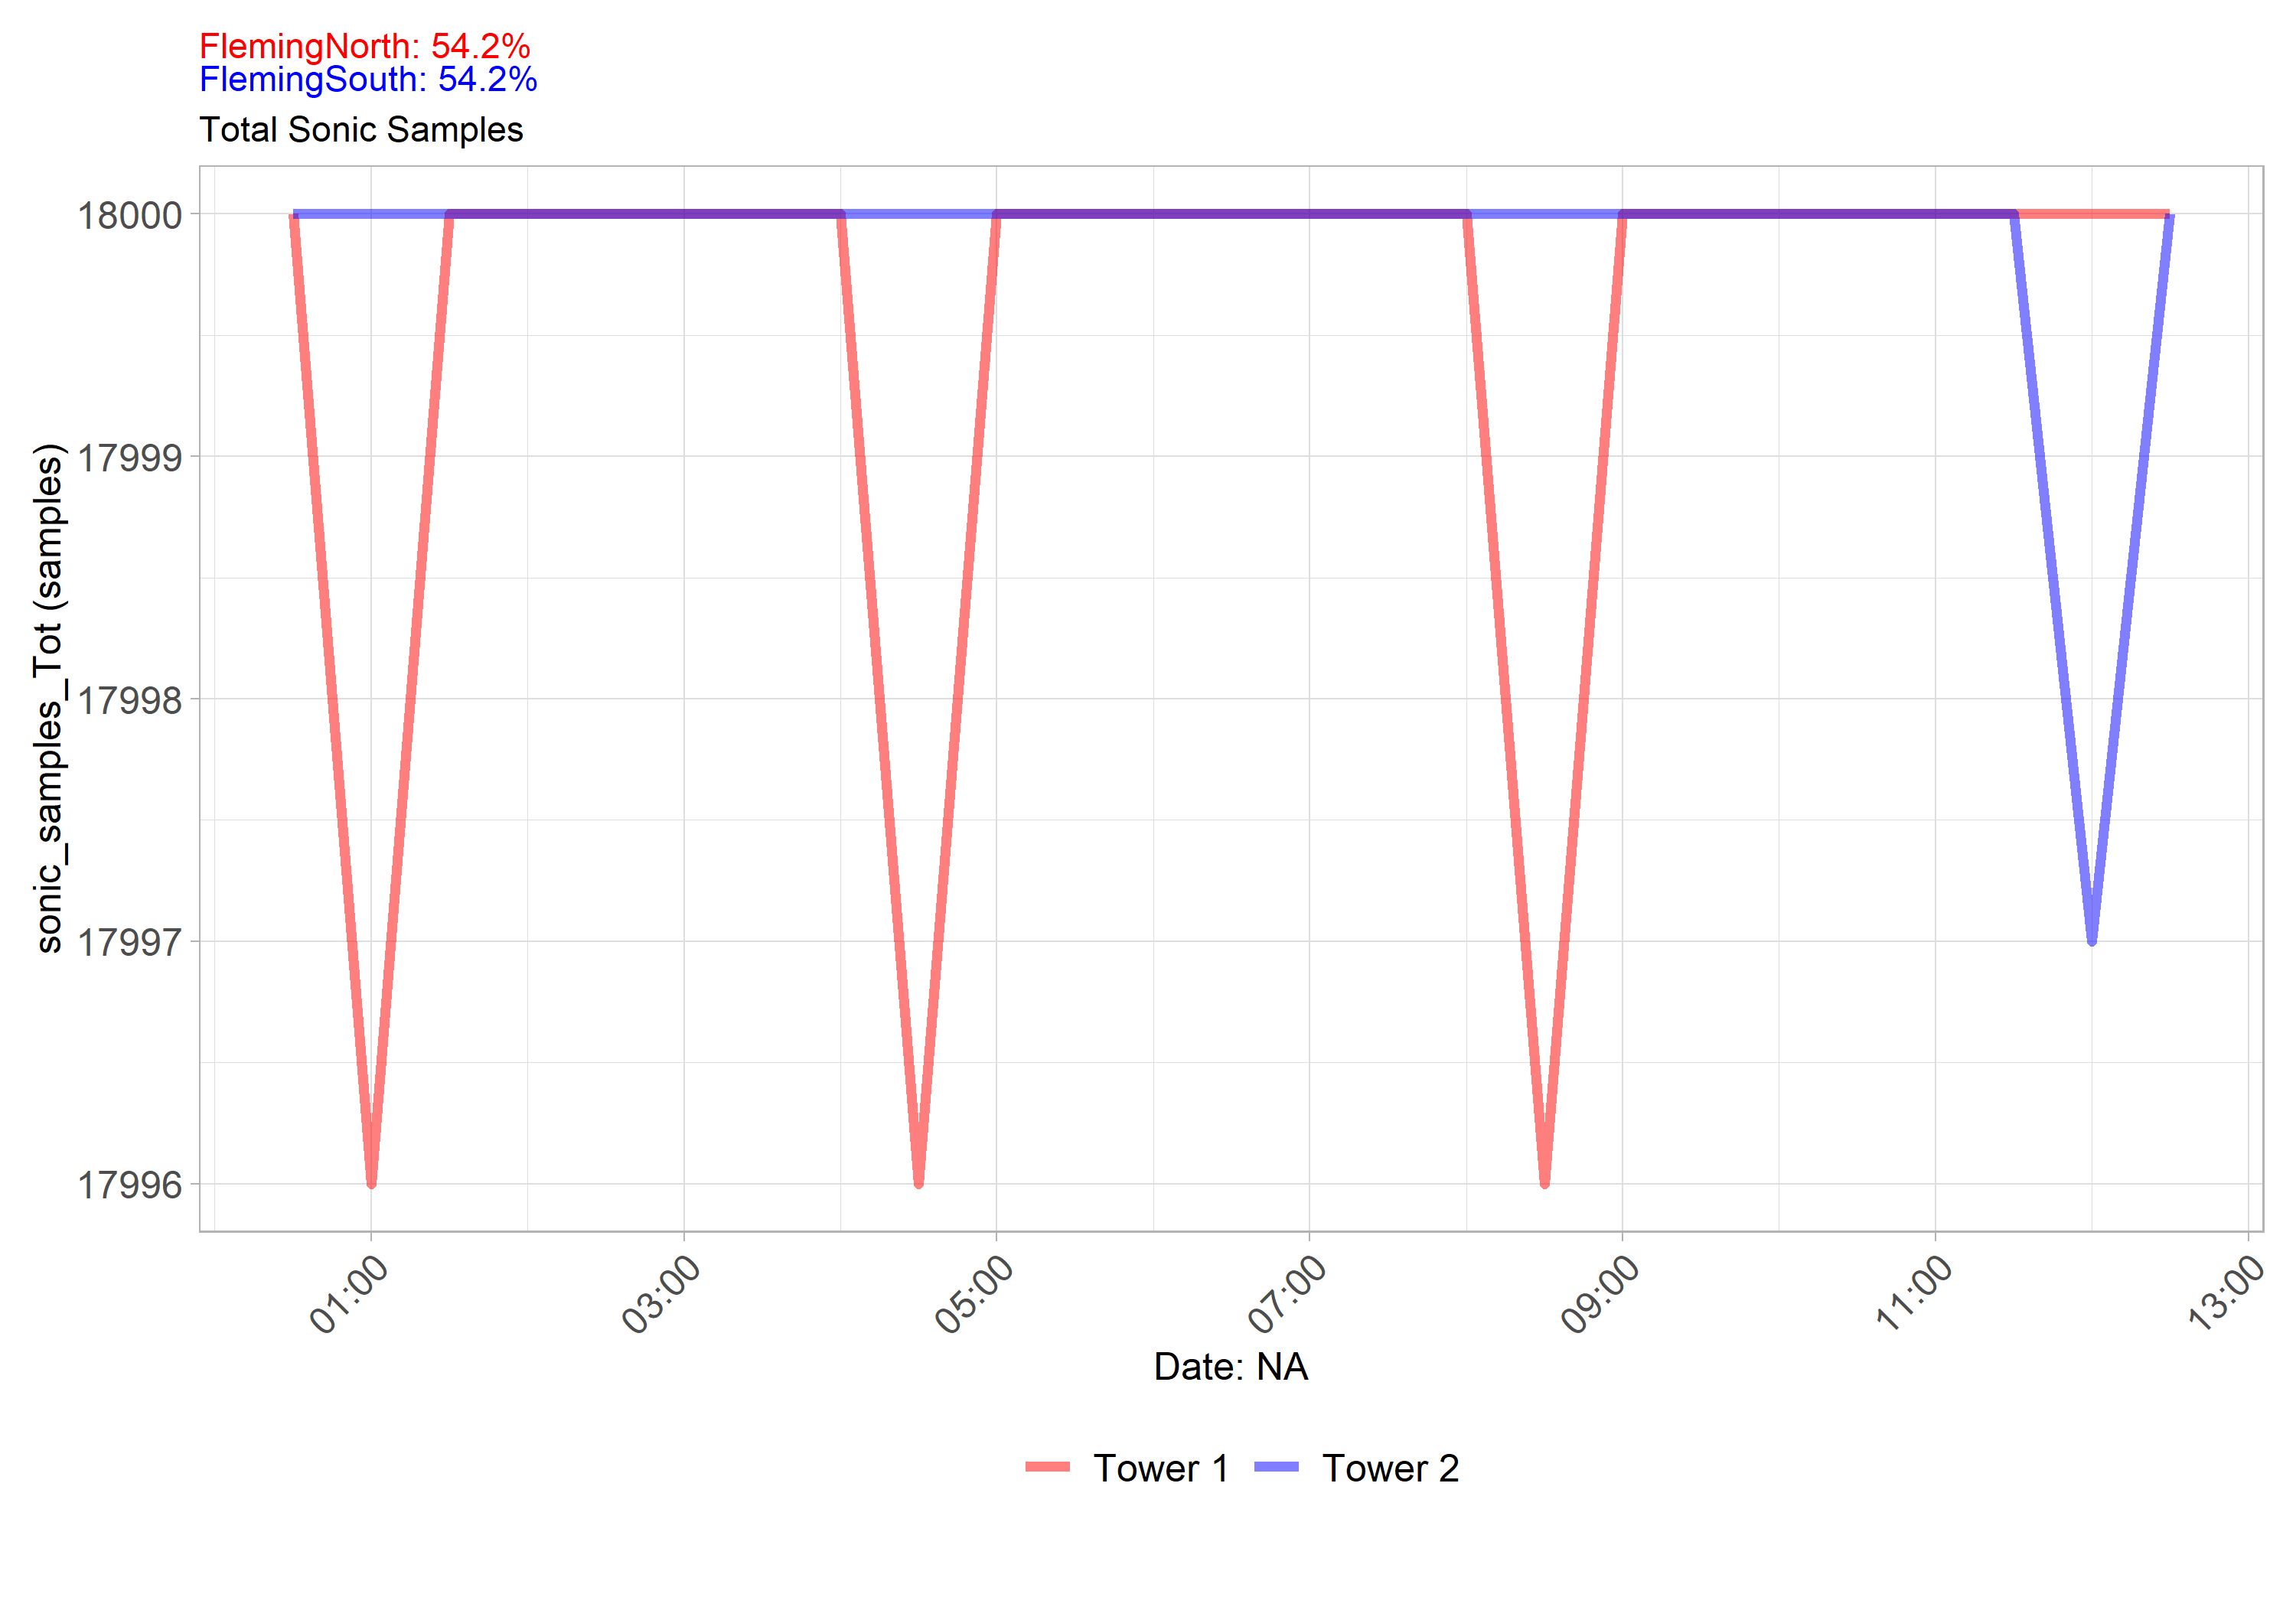 FlemingNorth: 54.2%
FlemingSouth: 54.2%
Total Sonic Samples
sonic_samples_Tot (samples)
18000
17999
17998
17997
17996
01:00
03:00
05:00
07:00
09:00
11:00
13:00
Date: NA
Tower 1
Tower 2